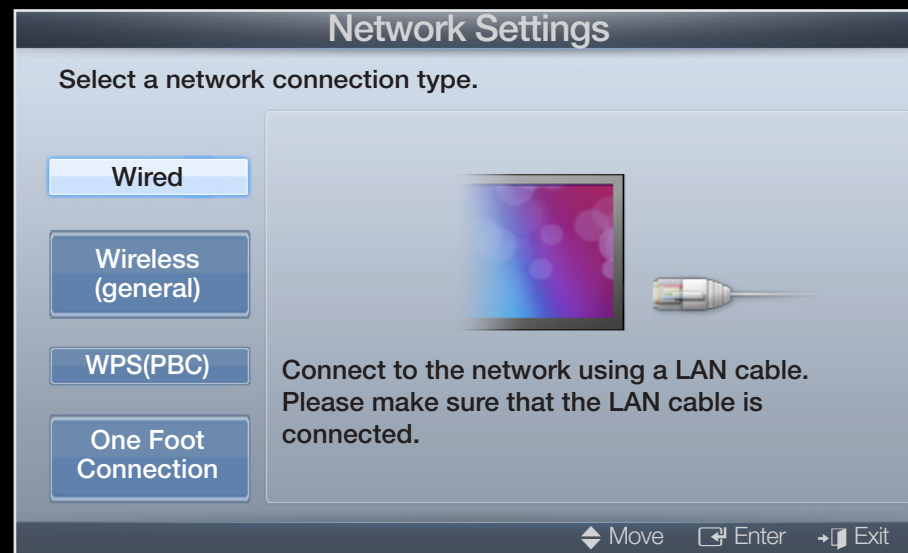 Network Settings
Select a network connection type.
Wired
Wireless
(general)
WPS(PBC)
One Foot
Connection
Connect to the network using a LAN cable.
Please make sure that the LAN cable is
connected.
Move Enter Exit